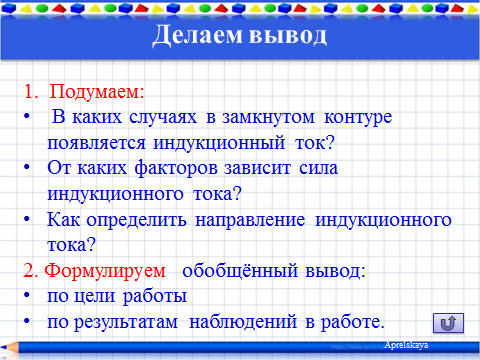 Делаем вывод
1. Подумаем:
• В каких случаях в замкнутом контуре
появляется индукционный ток?
• От каких факторов зависит сила
индукционного тока?
• Как определить направление индукционного
тока?
2. Формулируем обобщённый вывод:
• по цели работы
• по результатам наблюдений в работе.
Aprelskaya